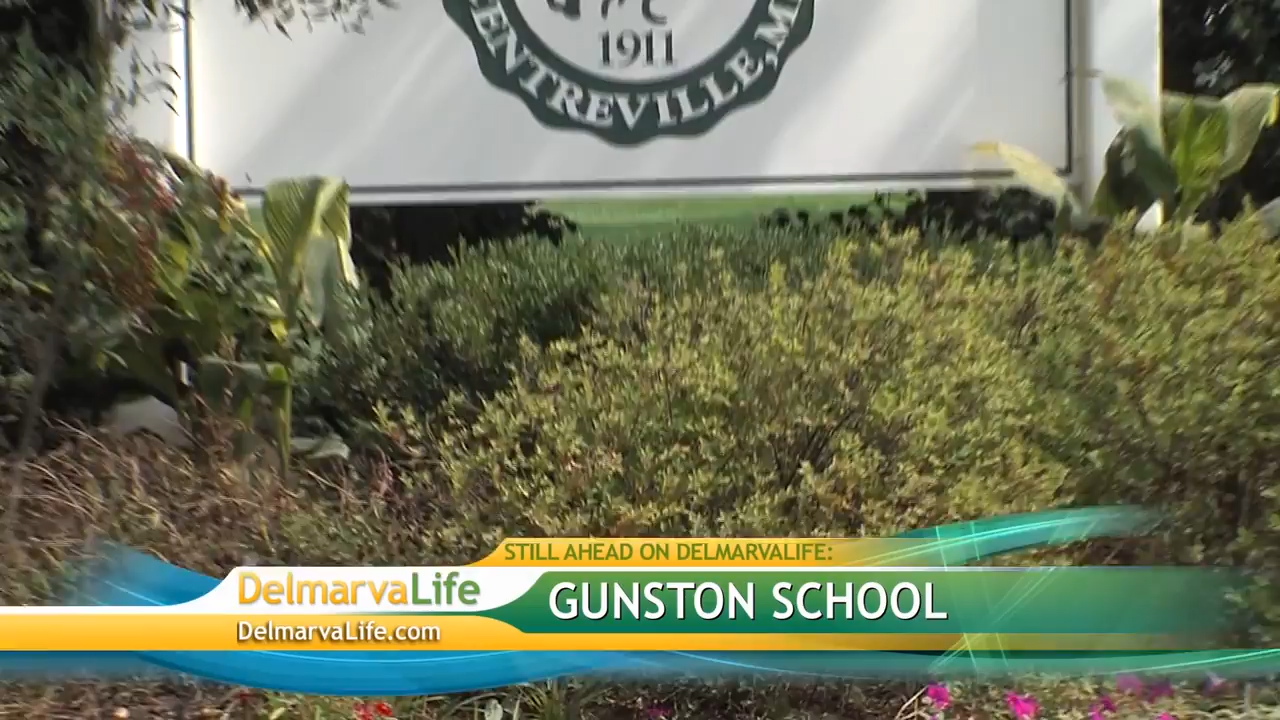 1911
CENTREVILLE, M
STILL AHEAD ON DELMARVALIFE:
DelmarvaLife
GUNSTON SCHOOL
DelmarvaLife.com